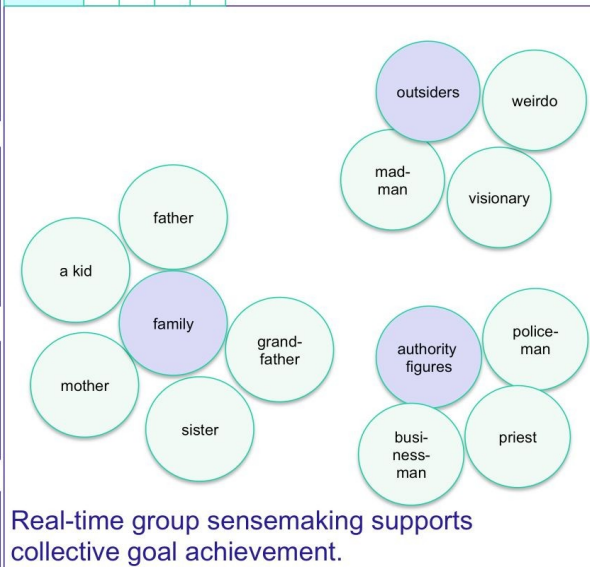 outsiders
weirdo
mad-
man
visionary
father
a kid
family
grand-
father
mother
sister
authority
figures
police-
man
busi-
ness-
man
priest
Real-time group sensemaking supports
collective goal achievement.